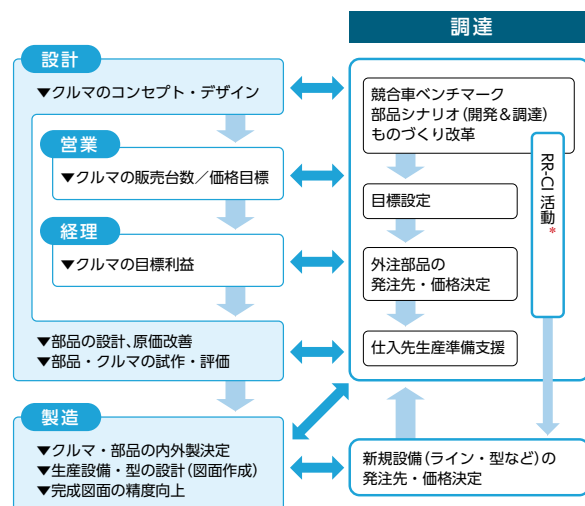 調達
設計
▼クルマのコンセプト・デザイン
営業
▼クルマの販売台数／価格目標
経理
▼クルマの目標利益
▼部品の設計、原価改善
▼部品・クルマの試作・評価
製造
▼クルマ・部品の内外製決定
▼生産設備・型の設計(図面作成)
▼完成図面の精度向上
競合車ベンチマーク
部品シナリオ(開発＆調達)
ものづくり改革
目標設定
外注部品の
発注先・価格決定
仕入先生産準備支援
RR-CI活動*
新規設備(ライン・型など)の
発注先・価格決定